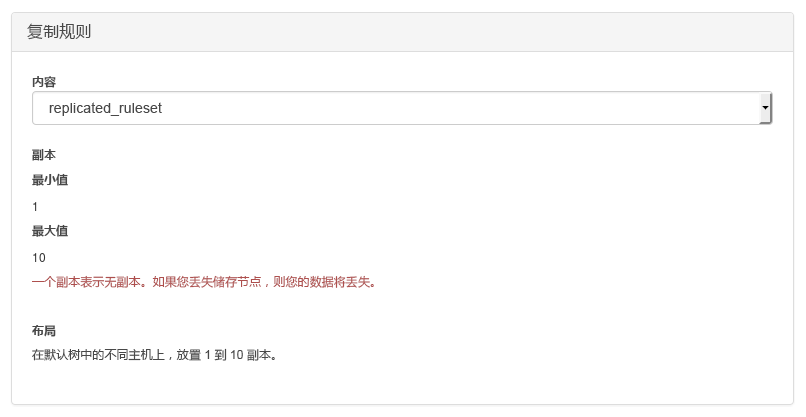 复制规则
内容
replicated_ruleset
副本
最小值
1
最大值
10
一个副本表示无副本。如果您丢失储存节点，则您的数据将丢失。
布局
在默认树中的不同主机上，放置 1 到 10 副本。